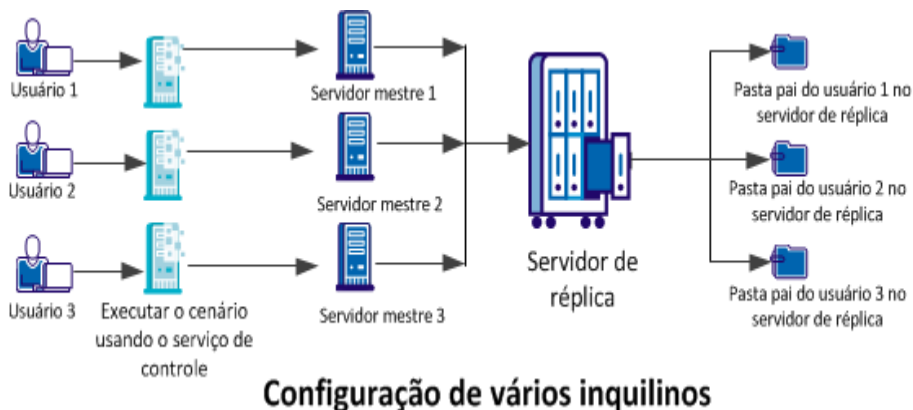 Usuário 1
Servidor mestre 1
Pasta pai do usuário 1 no
servidor de réplica
Usuário 2
Servidor mestre 2
Pasta pai do usuário 2 no
servidor de réplica
Usuário 3
Executar o cenário
usando o serviço de
controle
Servidor mestre 3
Servidor de
réplica
Pasta pai do usuário 3 no
servidor de réplica
Configuração de vários inquilinos